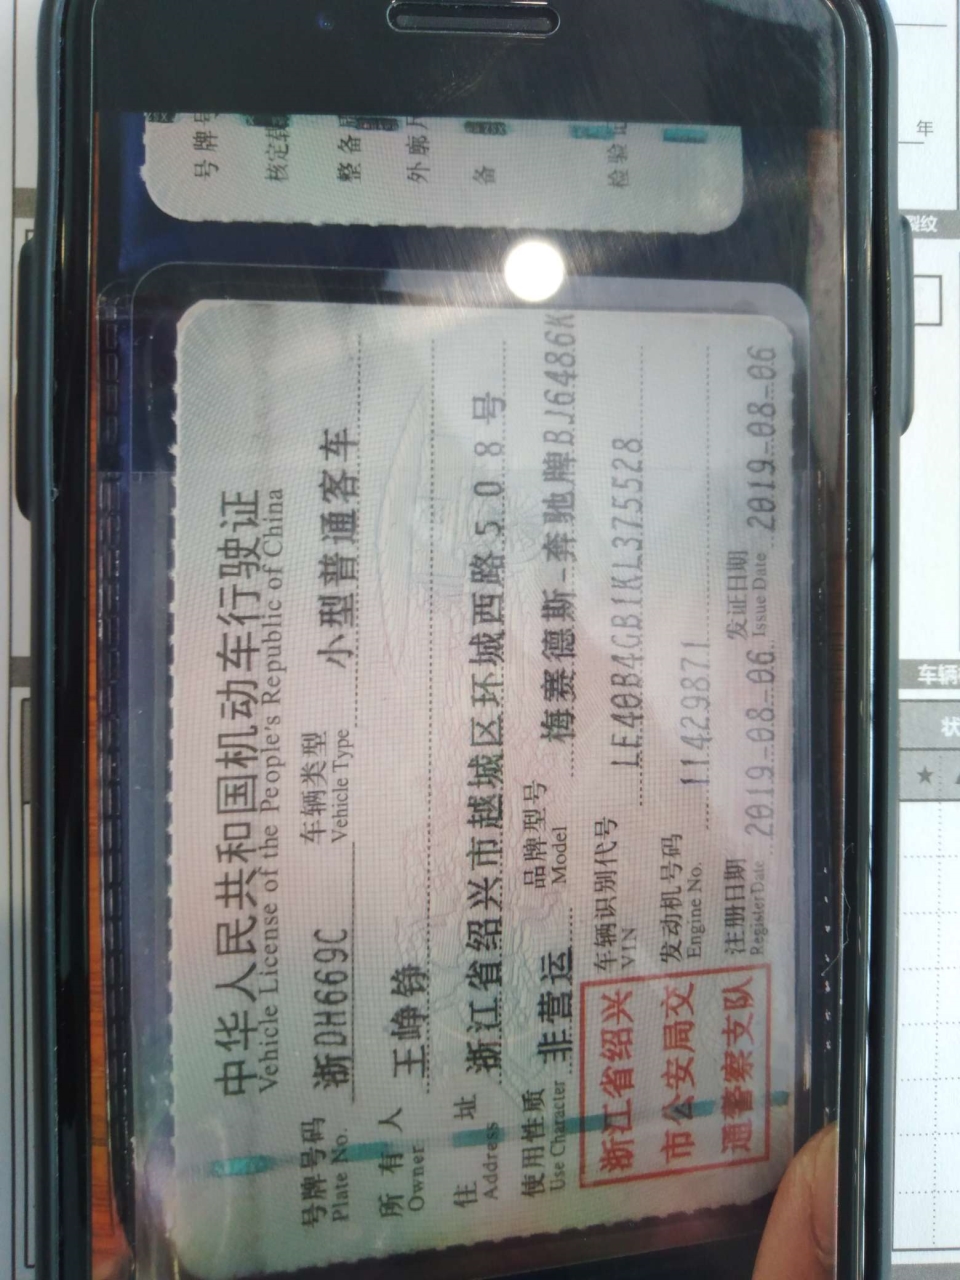 中华人民共和国机动车行驶证
Vehicle License of the People's Republic of China
号牌号码 浙DH669C 车辆类型 小型普通客车
Plate No. Vehicle Type
所有人 王峥铮
Owner
住址 浙江省绍兴市越城区环城西路508号
Address
使用性质 非营运 品牌型号 梅赛德斯-奔驰牌BJ6486K
Use Character Model
浙江省绍兴
市公安局交
通警察支队
车辆识别代号 LE40B4GB1KL375528
VIN
发动机号码 11429871
Engine No.
注册日期 2019-08-06 发证日期 2019-08-06
Register Date Issue Date
号牌号
核定载
整备
外廓
备
检验
年
裂纹
车辆
状